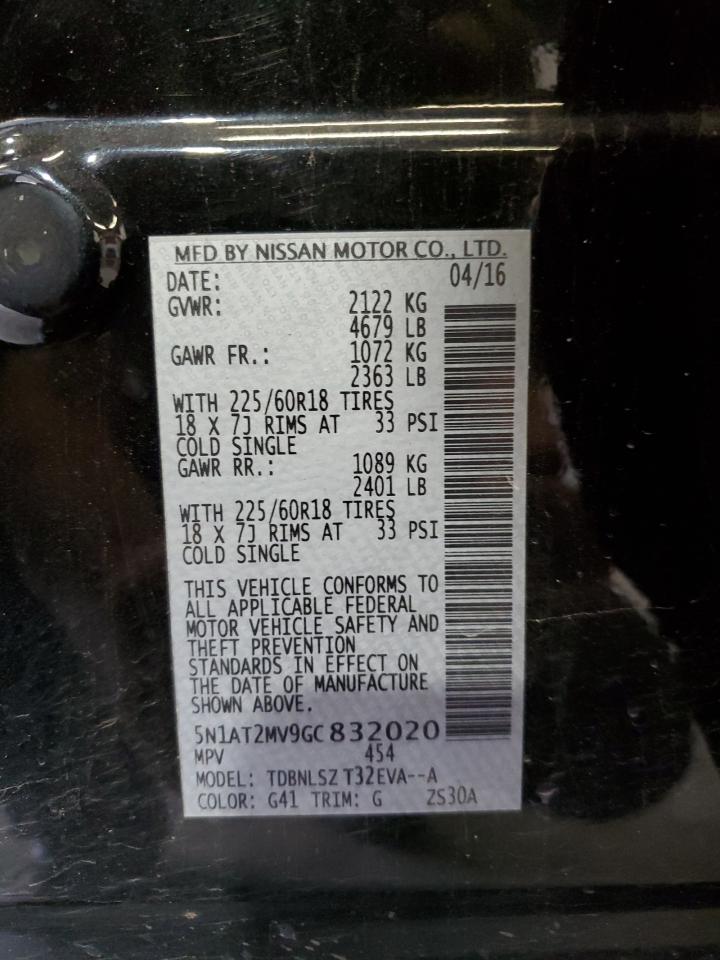 MFD BY NISSAN MOTOR CO., LTD.
DATE: 04/16
GVWR: 2122 KG
4679 LB
GAWR FR.: 1072 KG
2363 LB
WITH 225/60R18 TIRES
18 X 7J RIMS AT 33 PSI
COLD SINGLE
GAWR RR.: 1089 KG
2401 LB
WITH 225/60R18 TIRES
18 X 7J RIMS AT 33 PSI
COLD SINGLE
THIS VEHICLE CONFORMS TO
ALL APPLICABLE FEDERAL
MOTOR VEHICLE SAFETY AND
THEFT PREVENTION
STANDARDS IN EFFECT ON
THE DATE OF MANUFACTURE
SHOWN ABOVE.
5N1AT2MV9GC832020
MPV 454
MODEL: TDBNLSZ T32EVA--A
COLOR: G41 TRIM: G ZS30A